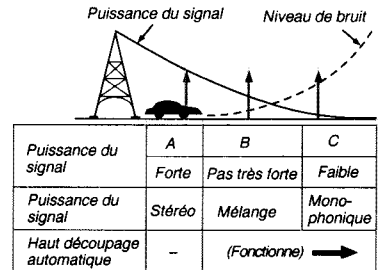 Puissance du signal
Niveau de bruit
Puissance du
signal
A
B
C
Forte
Pas très forte
Faible
Puissance du
signal
Stéréo
Mélange
Mono-
phonique
Haut découpage
automatique
–
(Fonctionne)